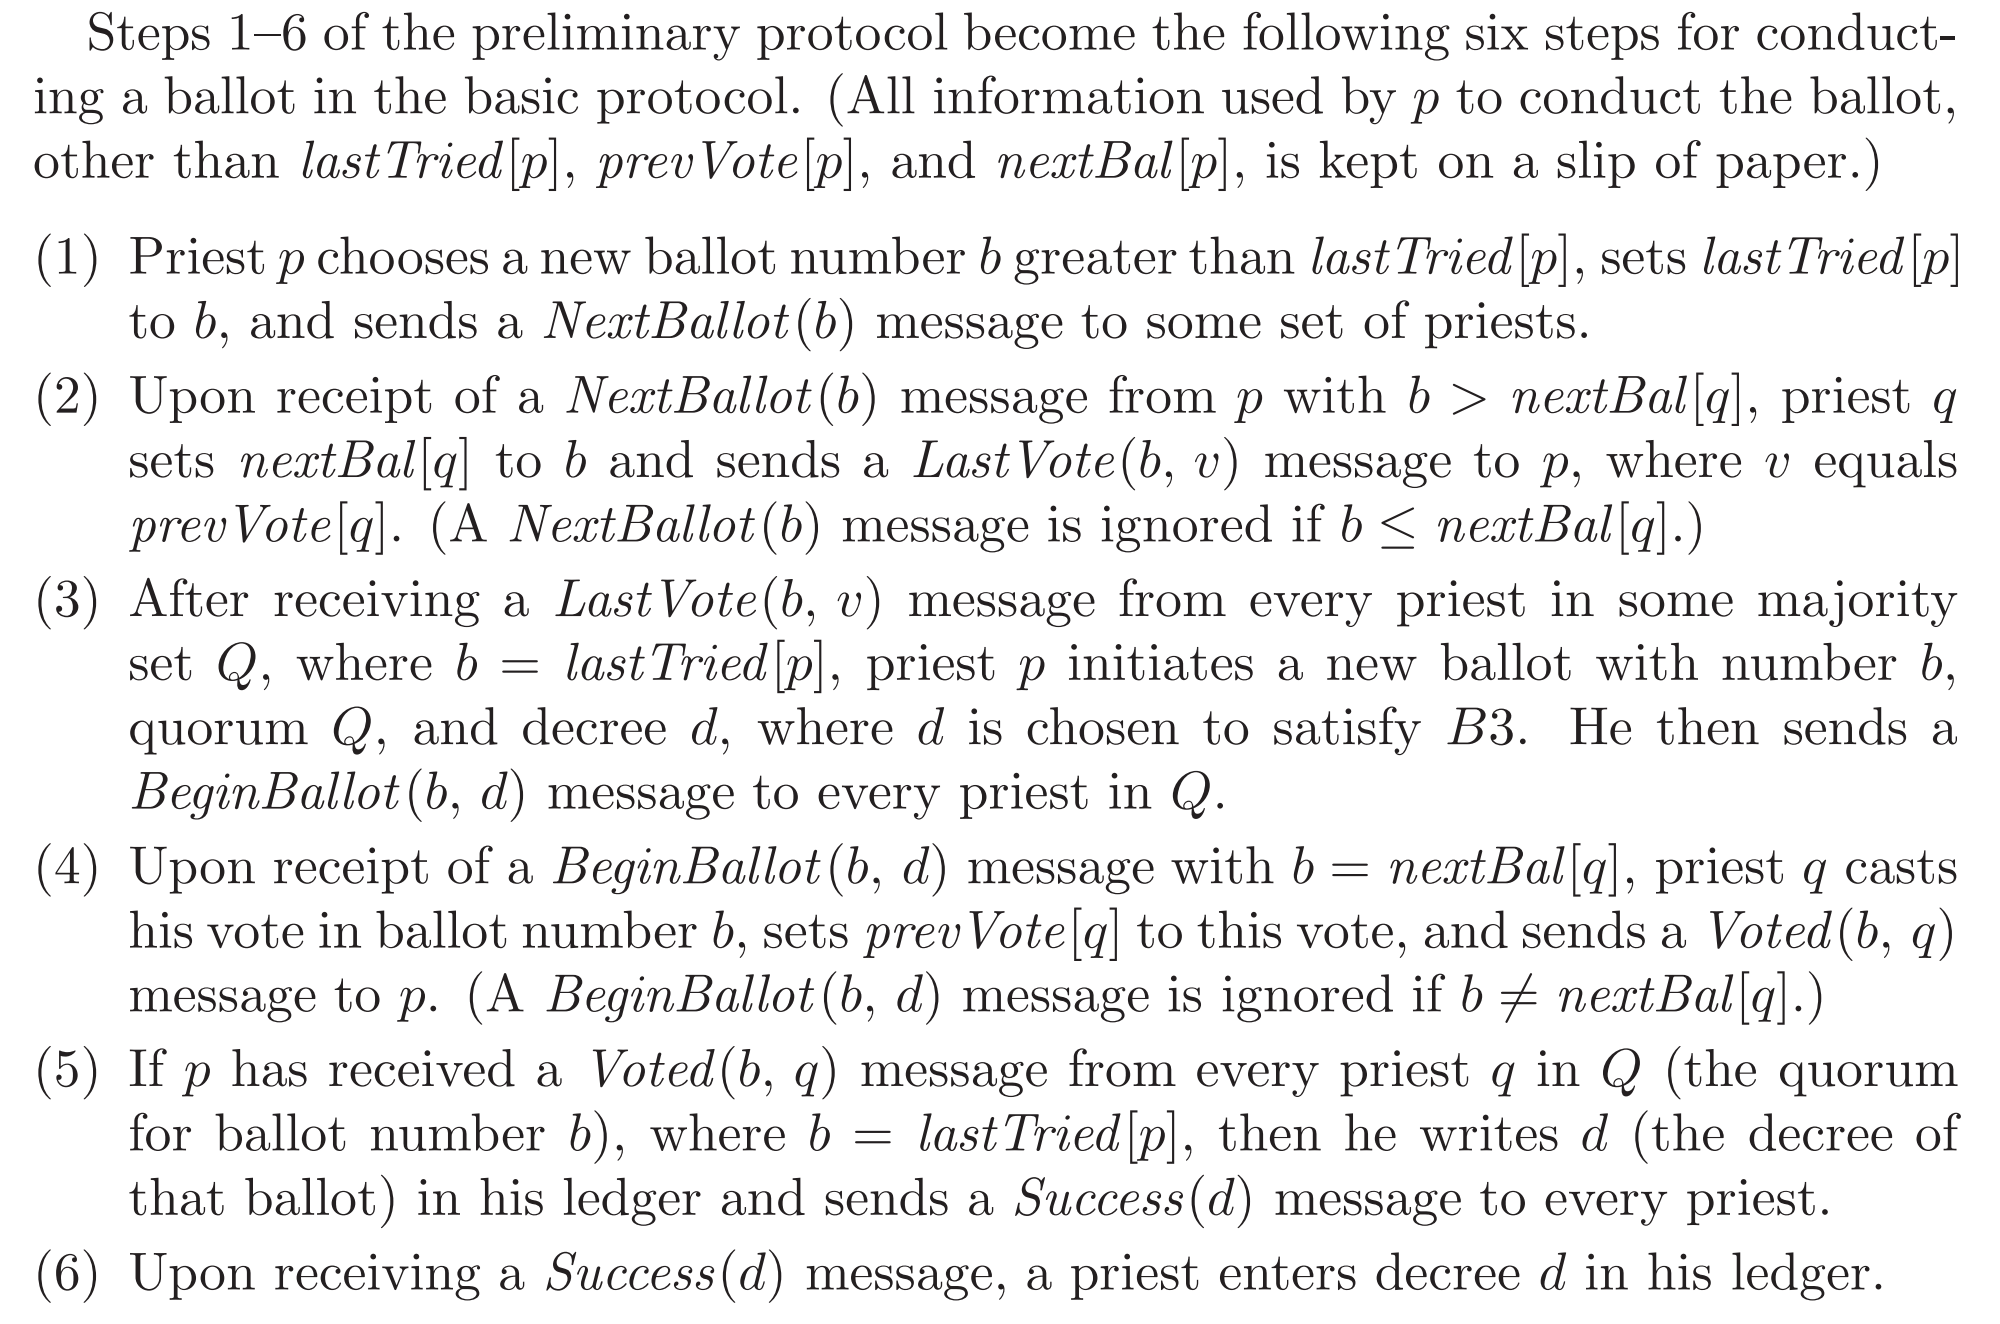 Steps 1–6 of the preliminary protocol become the following six steps for conduct-
ing a ballot in the basic protocol. (All information used by p to conduct the ballot,
other than lastTried[p], prevVote[p], and nextBal[p], is kept on a slip of paper.)
(1) Priest p chooses a new ballot number b greater than lastTried[p], sets lastTried[p]
to b, and sends a NextBallot(b) message to some set of priests.
(2) Upon receipt of a NextBallot(b) message from p with b > nextBal[q], priest q
sets nextBal[q] to b and sends a LastVote(b, v) message to p, where v equals
prevVote[q]. (A NextBallot(b) message is ignored if b ≤ nextBal[q].)
(3) After receiving a LastVote(b, v) message from every priest in some majority
set Q, where b = lastTried[p], priest p initiates a new ballot with number b,
quorum Q, and decree d, where d is chosen to satisfy B3. He then sends a
BeginBallot(b, d) message to every priest in Q.
(4) Upon receipt of a BeginBallot(b, d) message with b = nextBal[q], priest q casts
his vote in ballot number b, sets prevVote[q] to this vote, and sends a Voted(b, q)
message to p. (A BeginBallot(b, d) message is ignored if b ≠ nextBal[q].)
(5) If p has received a Voted(b, q) message from every priest q in Q (the quorum
for ballot number b), where b = lastTried[p], then he writes d (the decree of
that ballot) in his ledger and sends a Success(d) message to every priest.
(6) Upon receiving a Success(d) message, a priest enters decree d in his ledger.